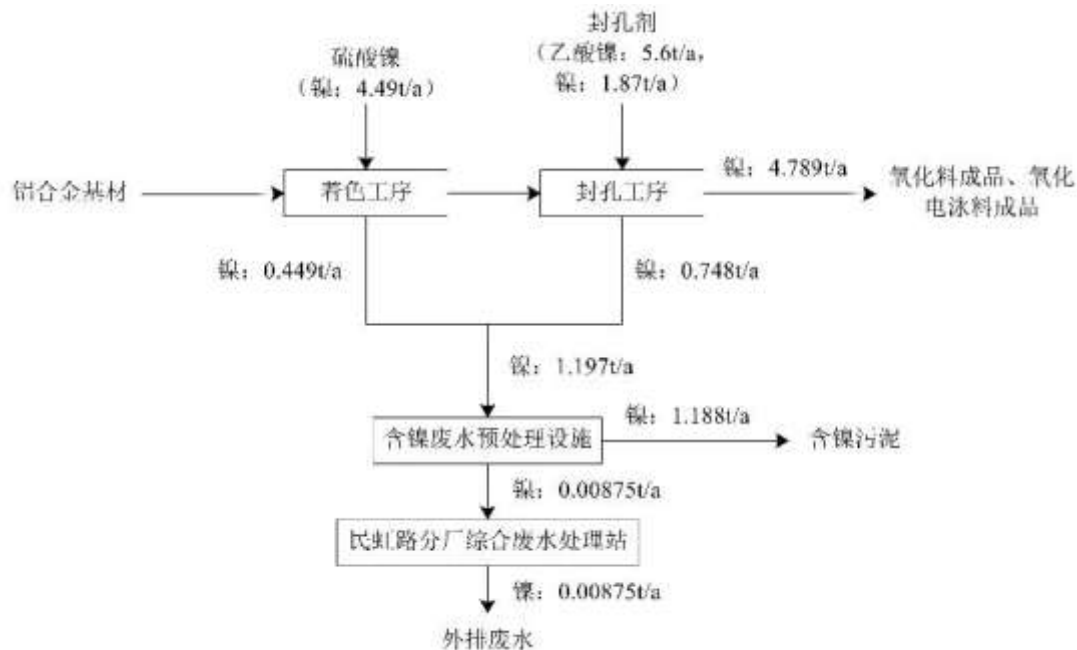 封孔剂
（乙酸镍：5.6t/a，
镍：1.87t/a）
硫酸镍
（镍：4.49t/a）
铝合金基材
着色工序
封孔工序
镍：4.789t/a
氧化料成品、氧化
电泳料成品
镍：0.449t/a
镍：0.748t/a
镍：1.197t/a
含镍废水预处理设施
镍：1.188t/a
含镍污泥
镍：0.00875t/a
民虹路分厂综合废水处理站
镍：0.00875t/a
外排废水